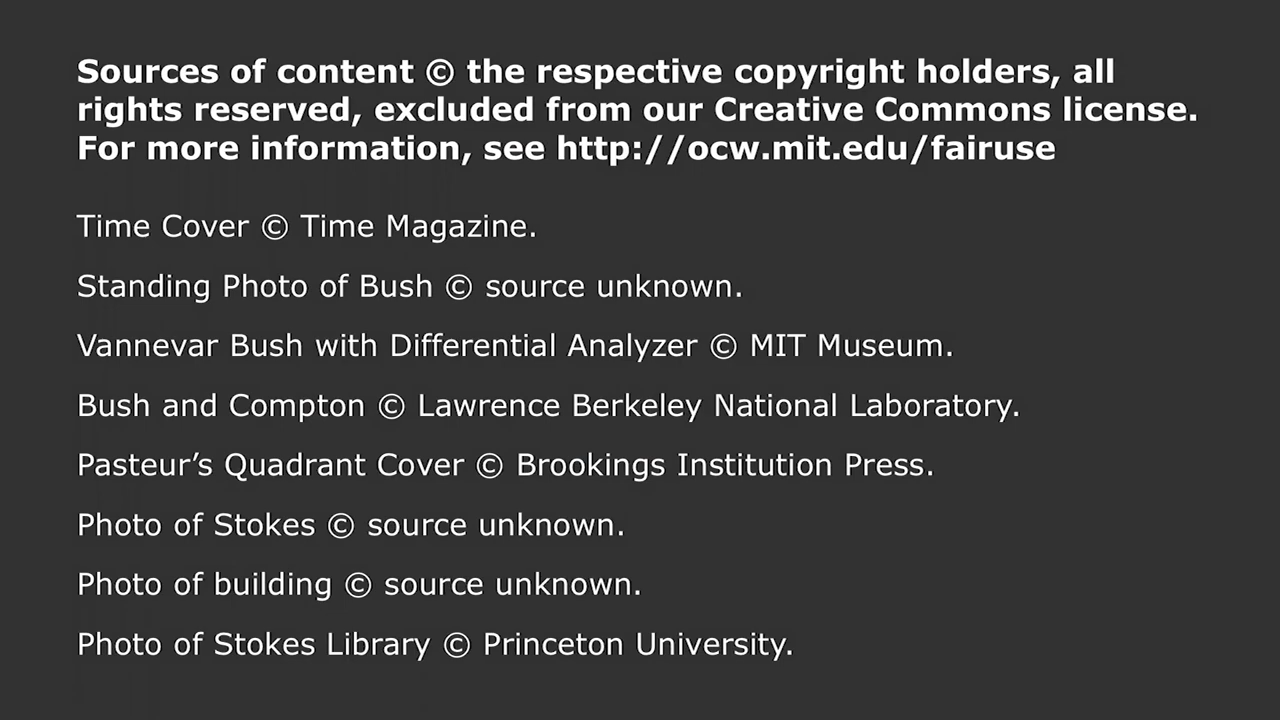 Sources of content © the respective copyright holders, all
rights reserved, excluded from our Creative Commons license.
For more information, see http://ocw.mit.edu/fairuse
Time Cover © Time Magazine.
Standing Photo of Bush © source unknown.
Vannevar Bush with Differential Analyzer © MIT Museum.
Bush and Compton © Lawrence Berkeley National Laboratory.
Pasteur’s Quadrant Cover © Brookings Institution Press.
Photo of Stokes © source unknown.
Photo of building © source unknown.
Photo of Stokes Library © Princeton University.